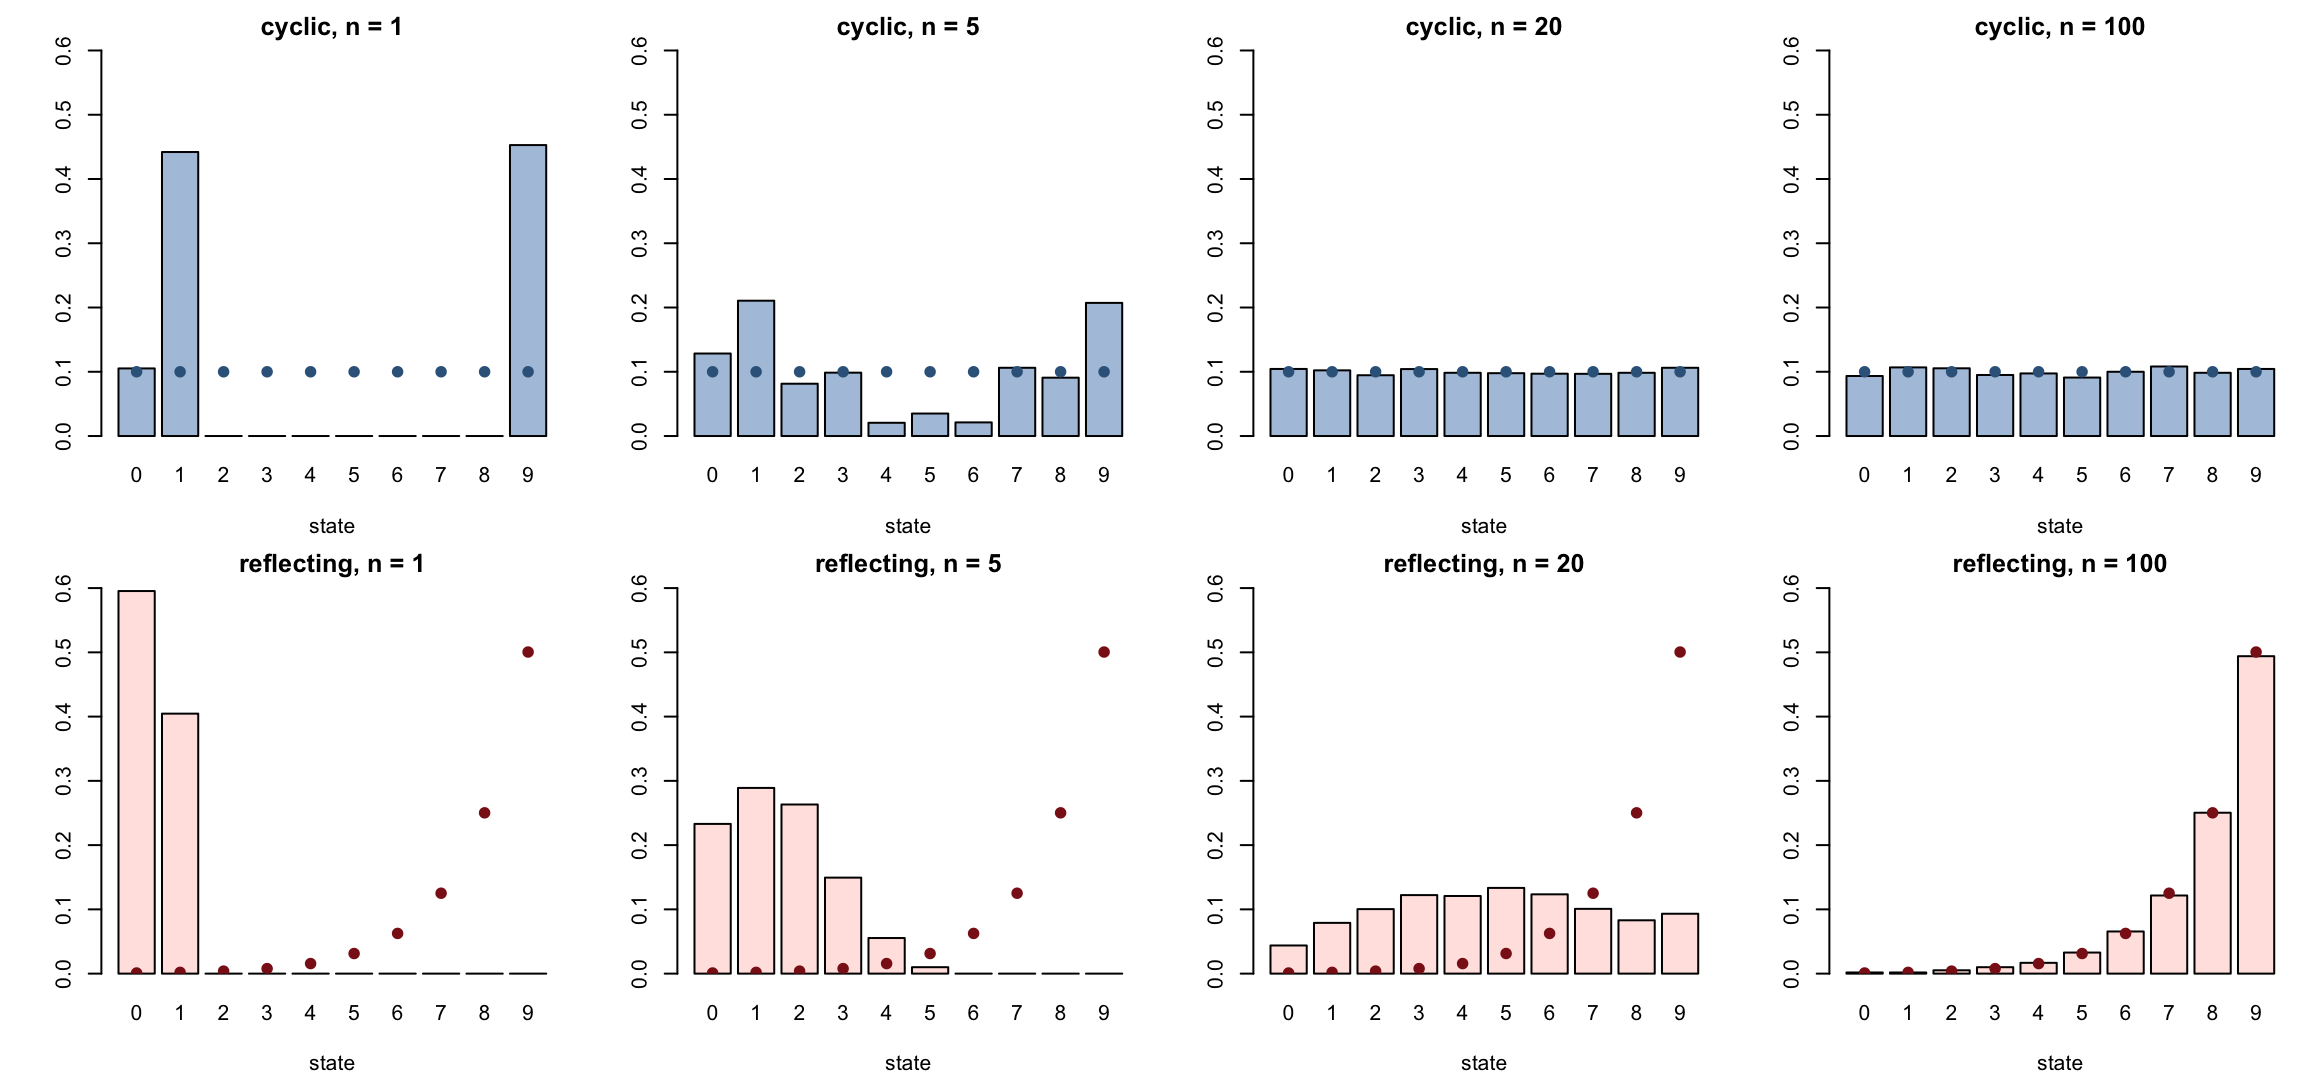 cyclic, n = 1
0.0 0.1 0.2 0.3 0.4 0.5 0.6
0 1 2 3 4 5 6 7 8 9
state
cyclic, n = 5
0.0 0.1 0.2 0.3 0.4 0.5 0.6
0 1 2 3 4 5 6 7 8 9
state
cyclic, n = 20
0.0 0.1 0.2 0.3 0.4 0.5 0.6
0 1 2 3 4 5 6 7 8 9
state
cyclic, n = 100
0.0 0.1 0.2 0.3 0.4 0.5 0.6
0 1 2 3 4 5 6 7 8 9
state
reflecting, n = 1
0.0 0.1 0.2 0.3 0.4 0.5 0.6
0 1 2 3 4 5 6 7 8 9
state
reflecting, n = 5
0.0 0.1 0.2 0.3 0.4 0.5 0.6
0 1 2 3 4 5 6 7 8 9
state
reflecting, n = 20
0.0 0.1 0.2 0.3 0.4 0.5 0.6
0 1 2 3 4 5 6 7 8 9
state
reflecting, n = 100
0.0 0.1 0.2 0.3 0.4 0.5 0.6
0 1 2 3 4 5 6 7 8 9
state